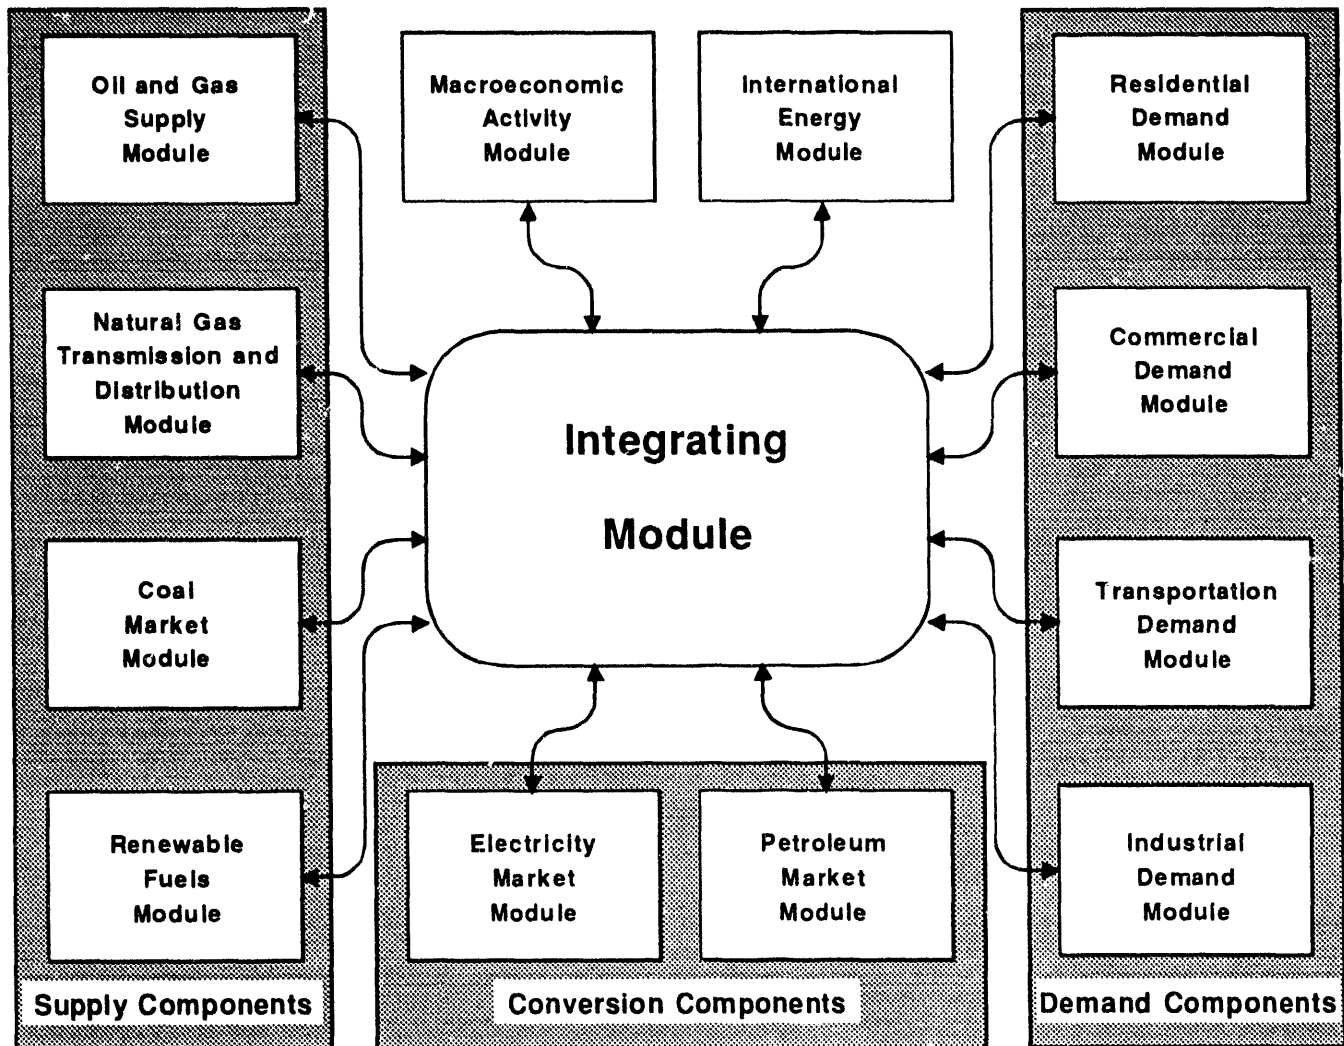 Oil and Gas
Supply
Module
Macroeconomic
Activity
Module
International
Energy
Module
Residential
Demand
Module
Natural Gas
Transmission and
Distribution
Module
Commercial
Demand
Module
Integrating
Module
Coal
Market
Module
Transportation
Demand
Module
Renewable
Fuels
Module
Electricity
Market
Module
Petroleum
Market
Module
Industrial
Demand
Module
Supply Components
Conversion Components
Demand Components